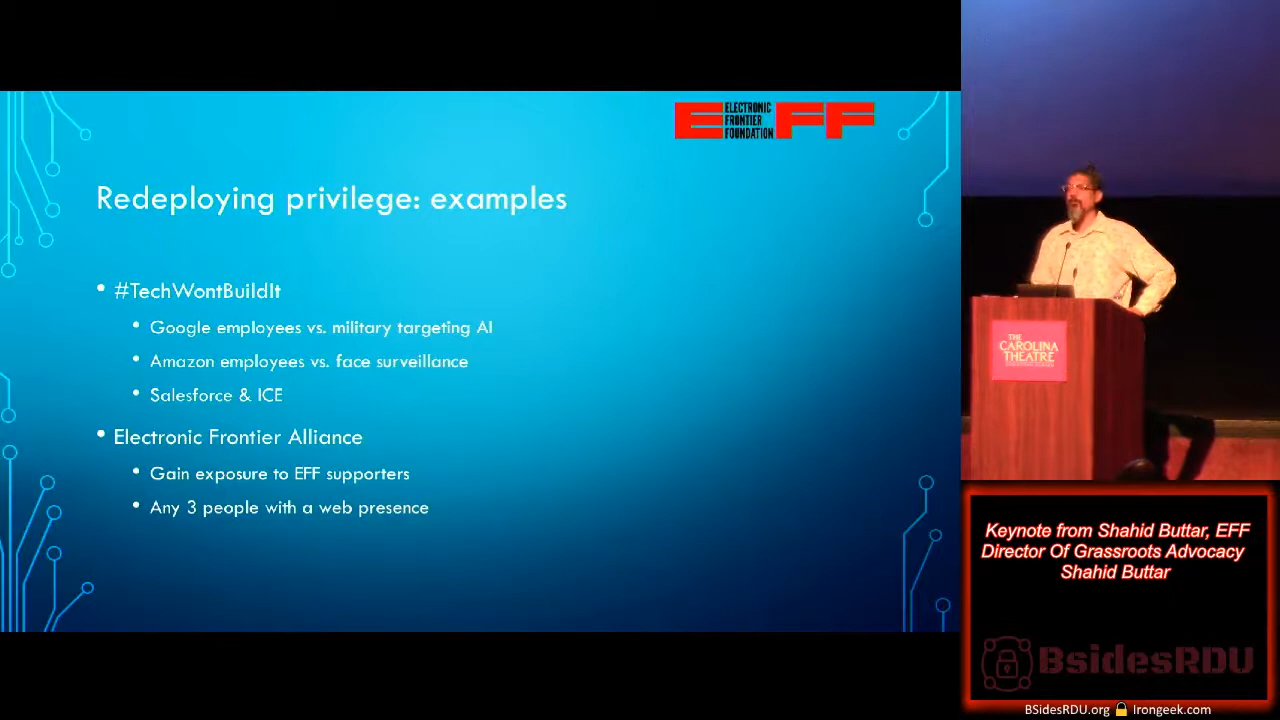 EFF
ELECTRONIC
FRONTIER
FOUNDATION
Redeploying privilege: examples
• #TechWontBuildIt
• Google employees vs. military targeting AI
• Amazon employees vs. face surveillance
• Salesforce & ICE
• Electronic Frontier Alliance
• Gain exposure to EFF supporters
• Any 3 people with a web presence
THE
CAROLINA
THEATRE
Keynote from Shahid Buttar, EFF
Director Of Grassroots Advocacy
Shahid Buttar
BsidesRDU
BSidesRDU.org 🔒 Irongeek.com